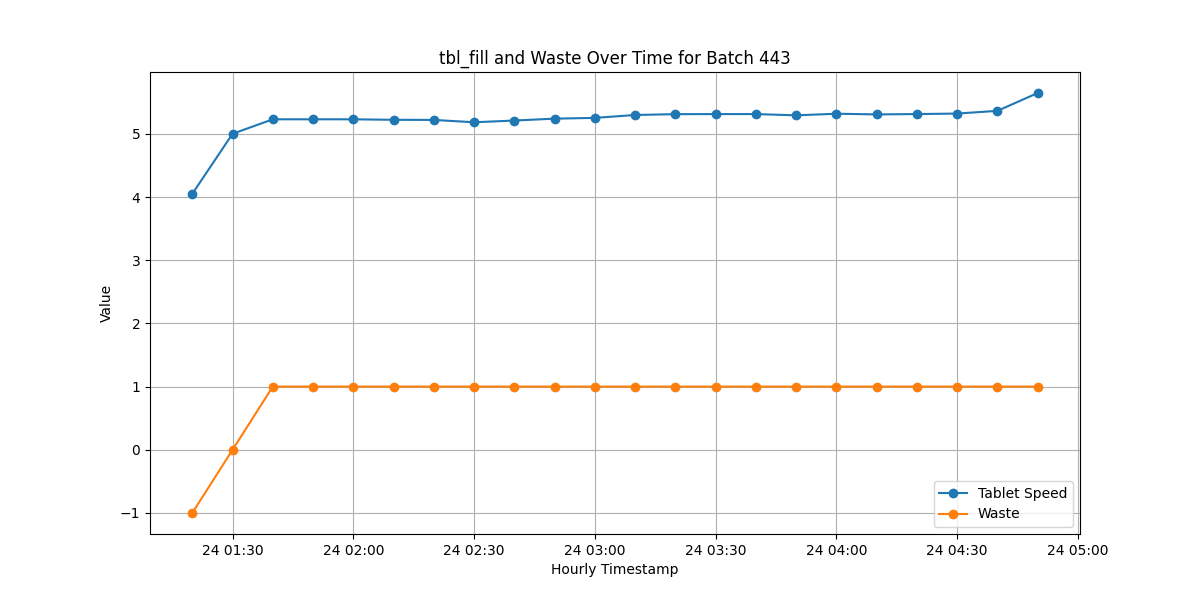 tbl_fill and Waste Over Time for Batch 443
Value
5
4
3
2
1
0
−1
Tablet Speed
Waste
24 01:30 24 02:00 24 02:30 24 03:00 24 03:30 24 04:00 24 04:30 24 05:00
Hourly Timestamp